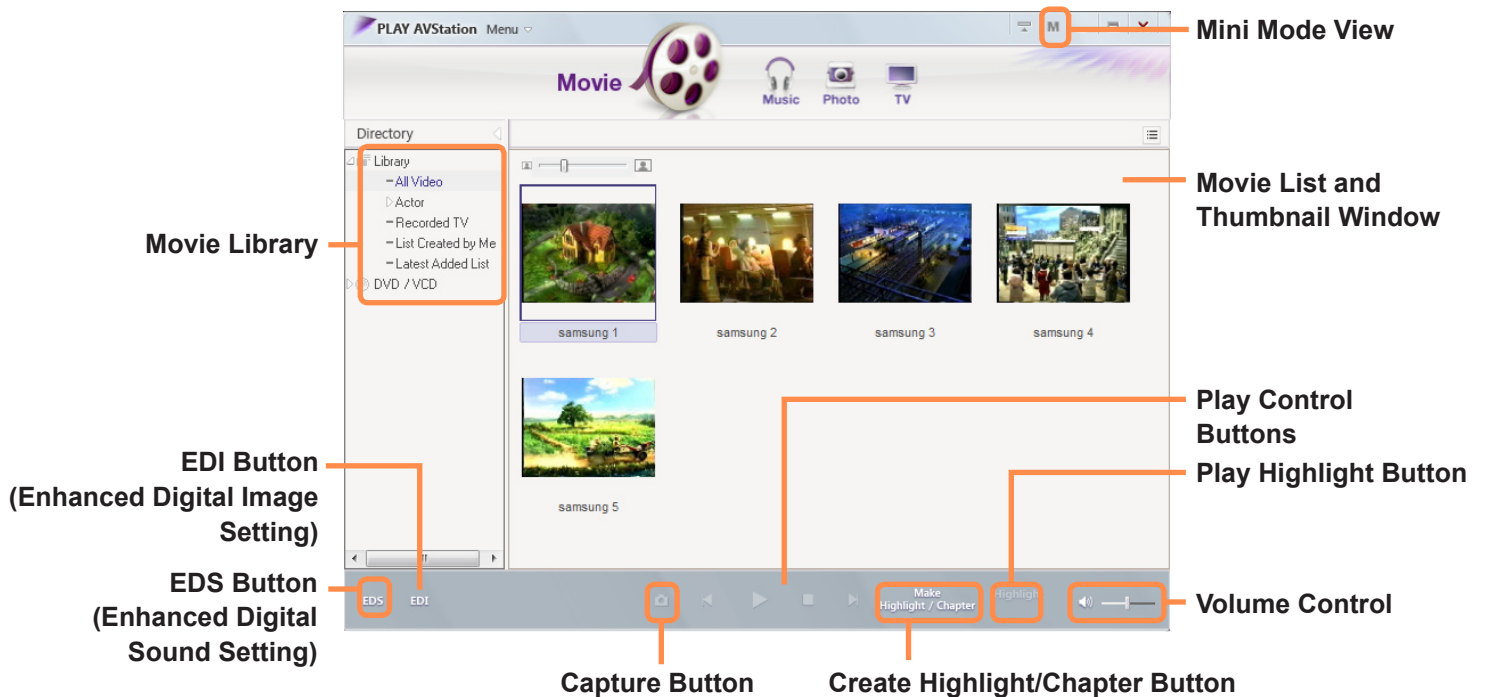 PLAY AVStation Menu
M
Mini Mode View
Movie
Music
Photo
TV
Directory
Library
All Video
Actor
Recorded TV
List Created by Me
Latest Added List
DVD / VCD
Movie Library
Movie List and
Thumbnail Window
samsung 1
samsung 2
samsung 3
samsung 4
samsung 5
Play Control
Buttons
Play Highlight Button
EDI Button
(Enhanced Digital Image
Setting)
EDS Button
(Enhanced Digital
Sound Setting)
EDS
EDI
Make
Highlight / Chapter
Highlight
Volume Control
Capture Button
Create Highlight/Chapter Button